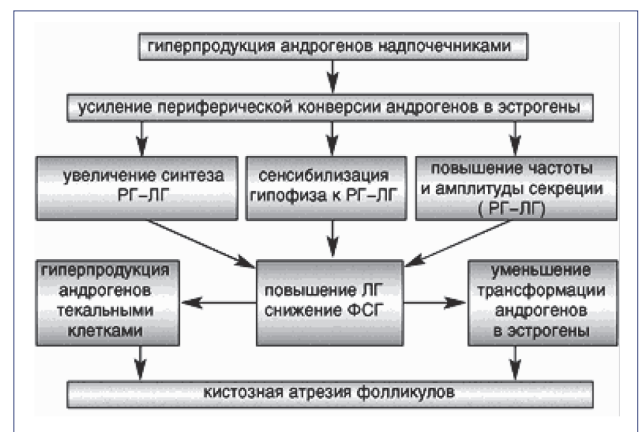 гиперпродукция андрогенов надпочечниками
усиление периферической конверсии андрогенов в эстрогены
увеличение синтеза
РГ–ЛГ
сенсибилизация
гипофиза к РГ–ЛГ
повышение частоты
и амплитуды секреции
( РГ–ЛГ)
гиперпродукция
андрогенов
текальными
клетками
повышение ЛГ
снижение ФСГ
уменьшение
трансформации
андрогенов
в эстрогены
кистозная атрезия фолликулов